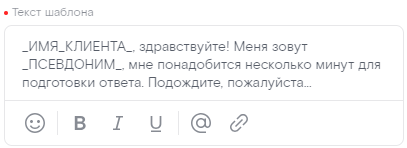 • Текст шаблона
_ИМЯ_КЛИЕНТА_, здравствуйте! Меня зовут
_ПСЕВДОНИМ_, мне понадобится несколько минут для
подготовки ответа. Подождите, пожалуйста...
B I U @